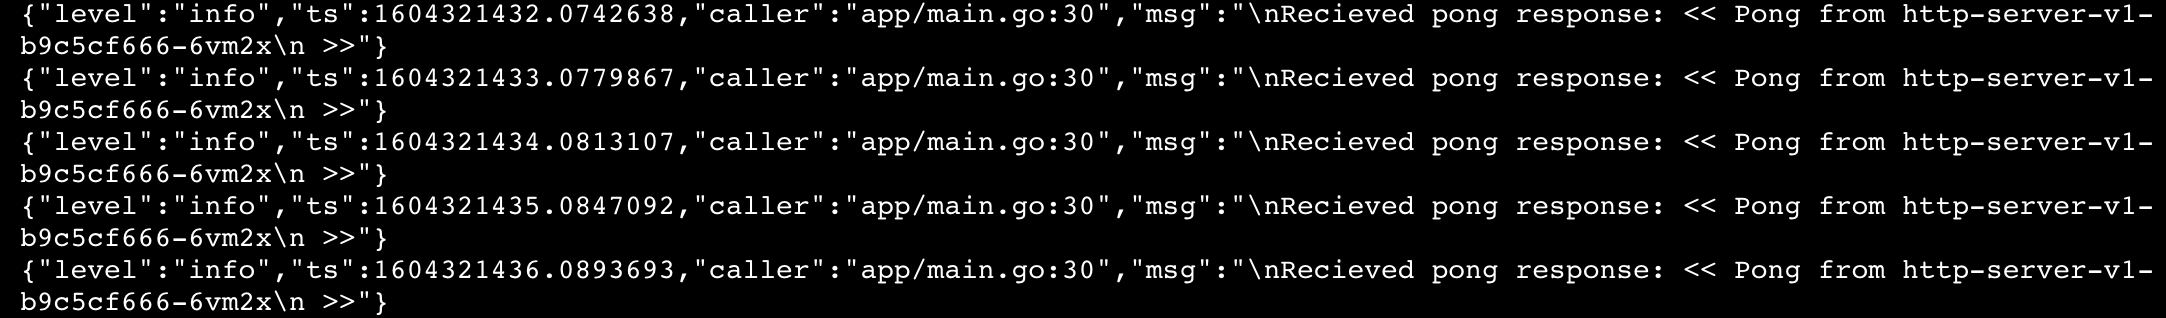 {"level":"info","ts":1604321432.0742638,"caller":"app/main.go:30","msg":"\nRecieved pong response: << Pong from http-server-v1-
b9c5cf666-6vm2x\n >>"}
{"level":"info","ts":1604321433.0779867,"caller":"app/main.go:30","msg":"\nRecieved pong response: << Pong from http-server-v1-
b9c5cf666-6vm2x\n >>"}
{"level":"info","ts":1604321434.0813107,"caller":"app/main.go:30","msg":"\nRecieved pong response: << Pong from http-server-v1-
b9c5cf666-6vm2x\n >>"}
{"level":"info","ts":1604321435.0847092,"caller":"app/main.go:30","msg":"\nRecieved pong response: << Pong from http-server-v1-
b9c5cf666-6vm2x\n >>"}
{"level":"info","ts":1604321436.0893693,"caller":"app/main.go:30","msg":"\nRecieved pong response: << Pong from http-server-v1-
b9c5cf666-6vm2x\n >>"}